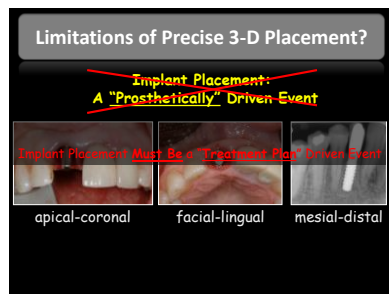 Limitations of Precise 3-D Placement?
Implant Placement:
A "Prosthetically" Driven Event
Implant Placement Must Be a "Treatment Plan" Driven Event
apical-coronal facial-lingual mesial-distal